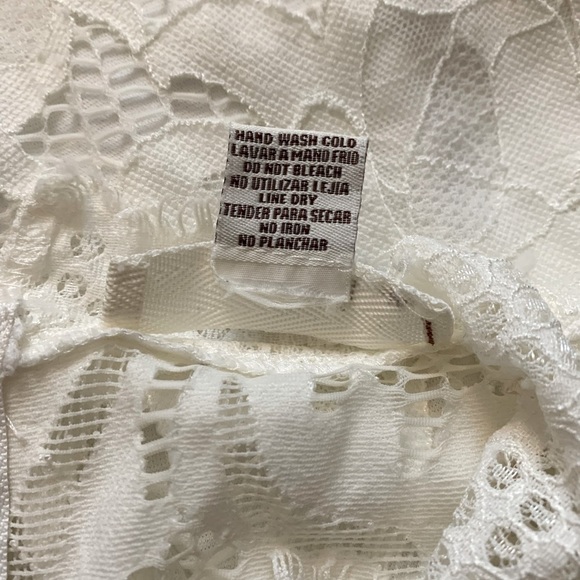 HAND WASH COLD
LAVAR A MANO FRIO
DO NOT BLEACH
NO UTILIZAR LEJIA
LINE DRY
TENDER PARA SECAR
NO IRON
NO PLANCHAR